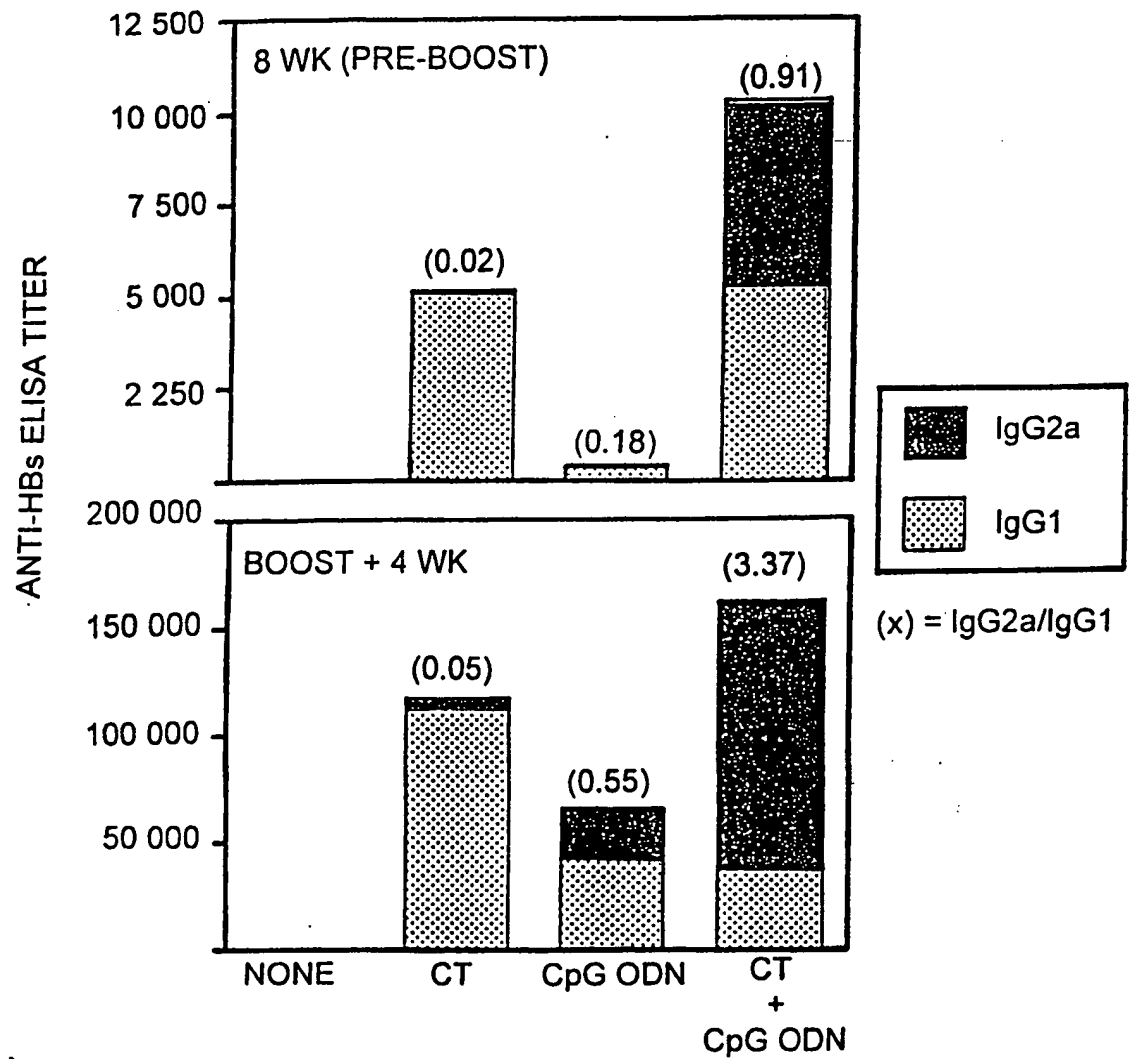 ANTI-HBs ELISA TITER
12 500
10 000
7 500
5 000
2 250
8 WK (PRE-BOOST)
(0.02)
(0.18)
(0.91)
200 000
150 000
100 000
50 000
BOOST + 4 WK
(0.05)
(0.55)
(3.37)
NONE
CT
CpG ODN
CT
+
CpG ODN
IgG2a
IgG1
(x) = IgG2a/IgG1